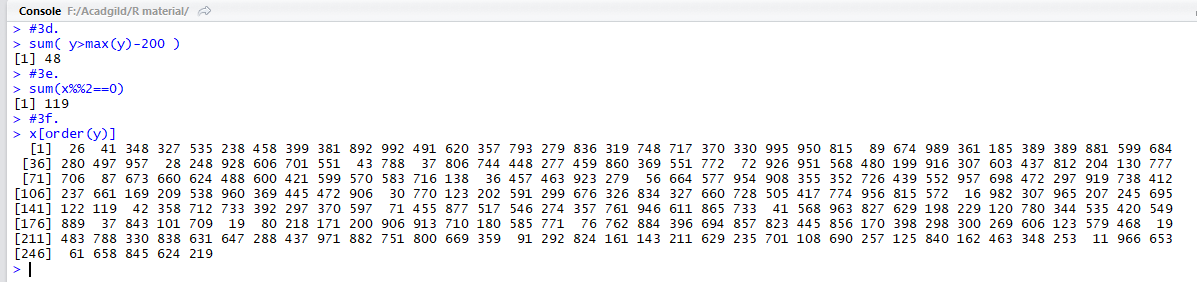 Console F:/Acadgild/R material/
> #3d.
> sum( y>max(y)-200 )
[1] 48
> #3e.
> sum(x%%2==0)
[1] 119
> #3f.
> x[order(y)]
[1] 26 41 348 327 535 238 458 399 381 892 992 491 620 357 793 279 836 319 748 717 370 330 995 950 815 89 674 989 361 185 389 389 881 599 684
[36] 280 497 957 28 248 928 606 701 551 43 788 37 806 744 448 277 459 860 369 551 772 72 926 951 568 480 199 916 307 603 437 812 204 130 777
[71] 706 87 673 660 624 488 600 421 599 570 583 716 138 36 457 463 923 279 56 664 577 954 908 355 352 726 439 552 957 698 472 297 919 738 412
[106] 237 661 169 209 538 960 369 445 472 906 30 770 123 202 591 299 676 326 834 327 660 728 505 417 774 956 815 572 16 982 307 965 207 245 695
[141] 122 119 42 358 712 733 392 297 370 597 71 455 877 517 546 274 357 761 946 611 865 733 41 568 963 827 629 198 229 120 780 344 535 420 549
[176] 889 37 843 101 709 19 80 218 171 200 906 913 710 180 585 771 76 762 884 396 694 857 823 445 856 170 398 298 300 269 606 123 579 468 19
[211] 483 788 330 838 631 647 288 437 971 882 751 800 669 359 91 292 824 161 143 211 629 235 701 108 690 257 125 840 162 463 348 253 11 966 653
[246] 61 658 845 624 219
>